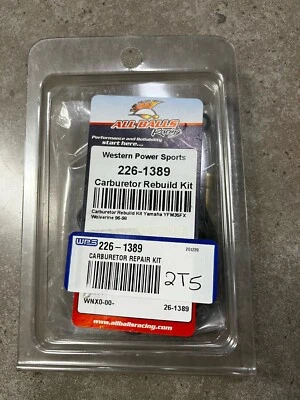 ALL BALLS
Racing
Performance and Reliability
start here...
Western Power Sports
226-1389
Carburetor Rebuild Kit
Carburetor Rebuild Kit Yamaha YFM35FX
Wolverine 96-98
WPS 226-1389
CARBURETOR REPAIR KIT
2T5
WNX0-00-
26-1389
www.allballsracing.com